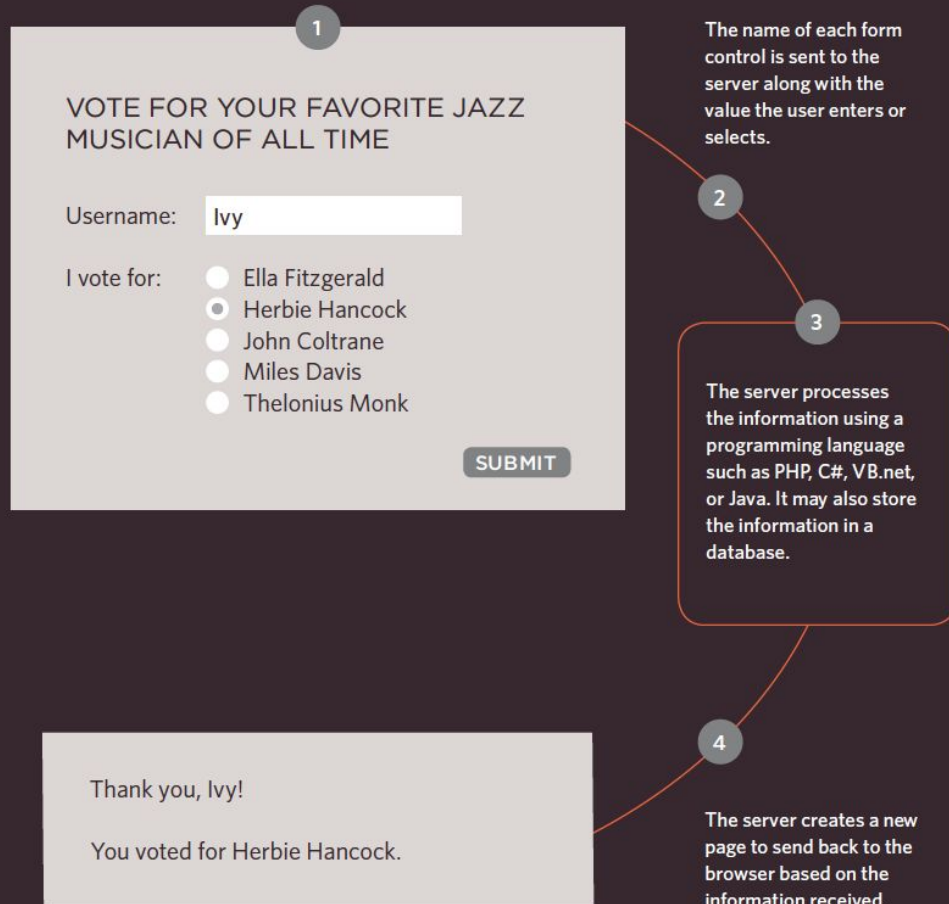 1
VOTE FOR YOUR FAVORITE JAZZ
MUSICIAN OF ALL TIME
Username:
Ivy
I vote for:
Ella Fitzgerald
Herbie Hancock
John Coltrane
Miles Davis
Thelonius Monk
SUBMIT
The name of each form
control is sent to the
server along with the
value the user enters or
selects.
2
3
The server processes
the information using a
programming language
such as PHP, C#, VB.net,
or Java. It may also store
the information in a
database.
4
The server creates a new
page to send back to the
browser based on the
information received
Thank you, Ivy!
You voted for Herbie Hancock.